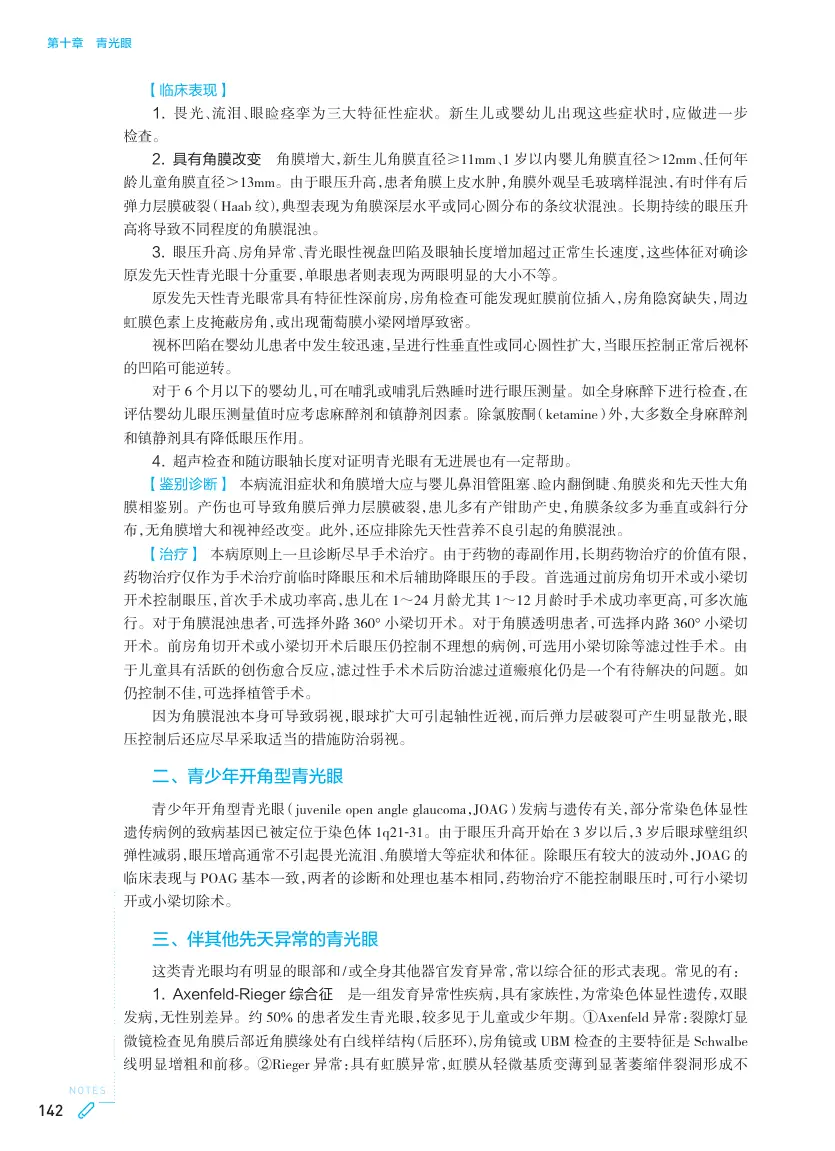 第十章 青光眼
【临床表现】
1. 畏光、流泪、眼睑痉挛为三大特征性症状。新生儿或婴幼儿出现这些症状时,应做进一步
检查。
2. 具有角膜改变 角膜增大,新生儿角膜直径≥11mm、1 岁以内婴儿角膜直径>12mm、任何年
龄儿童角膜直径>13mm。由于眼压升高,患者角膜上皮水肿,角膜外观呈毛玻璃样混浊,有时伴有后
弹力层膜破裂(Haab 纹),典型表现为角膜深层水平或同心圆分布的条纹状混浊。长期持续的眼压升
高将导致不同程度的角膜混浊。
3. 眼压升高、房角异常、青光眼性视盘凹陷及眼轴长度增加超过正常生长速度,这些体征对确诊
原发先天性青光眼十分重要,单眼患者则表现为两眼明显的大小不等。
原发先天性青光眼常具有特征性深前房,房角检查可能发现虹膜前位插入,房角隐窝缺失,周边
虹膜色素上皮掩蔽房角,或出现葡萄膜小梁网增厚致密。
视杯凹陷在婴幼儿患者中发生较迅速,呈进行性垂直性或同心圆性扩大,当眼压控制正常后视杯
的凹陷可能逆转。
对于 6 个月以下的婴幼儿,可在哺乳或哺乳后熟睡时进行眼压测量。如全身麻醉下进行检查,在
评估婴幼儿眼压测量值时应考虑麻醉剂和镇静剂因素。除氯胺酮(ketamine)外,大多数全身麻醉剂
和镇静剂具有降低眼压作用。
4. 超声检查和随访眼轴长度对证明青光眼有无进展也有一定帮助。
【鉴别诊断】 本病流泪症状和角膜增大应与婴儿鼻泪管阻塞、睑内翻倒睫、角膜炎和先天性大角
膜相鉴别。产伤也可导致角膜后弹力层膜破裂,患儿多有产钳助产史,角膜条纹多为垂直或斜行分
布,无角膜增大和视神经改变。此外,还应排除先天性营养不良引起的角膜混浊。
【治疗】 本病原则上一旦诊断尽早手术治疗。由于药物的毒副作用,长期药物治疗的价值有限,
药物治疗仅作为手术治疗前临时降眼压和术后辅助降眼压的手段。首选通过前房角切开术或小梁切
开术控制眼压,首次手术成功率高,患儿在 1~24 月龄尤其 1~12 月龄时手术成功率更高,可多次施
行。对于角膜混浊患者,可选择外路 360° 小梁切开术。对于角膜透明患者,可选择内路 360° 小梁切
开术。前房角切开术或小梁切开术后眼压仍控制不理想的病例,可选用小梁切除等滤过性手术。由
于儿童具有活跃的创伤愈合反应,滤过性手术术后防治滤过道瘢痕化仍是一个有待解决的问题。如
仍控制不佳,可选择植管手术。
因为角膜混浊本身可导致弱视,眼球扩大可引起轴性近视,而后弹力层破裂可产生明显散光,眼
压控制后还应尽早采取适当的措施防治弱视。
二、青少年开角型青光眼
青少年开角型青光眼(juvenile open angle glaucoma,JOAG)发病与遗传有关,部分常染色体显性
遗传病例的致病基因已被定位于染色体 1q21-31。由于眼压升高开始在 3 岁以后,3 岁后眼球壁组织
弹性减弱,眼压增高通常不引起畏光流泪、角膜增大等症状和体征。除眼压有较大的波动外,JOAG 的
临床表现与 POAG 基本一致,两者的诊断和处理也基本相同,药物治疗不能控制眼压时,可行小梁切
开或小梁切除术。
三、伴其他先天异常的青光眼
这类青光眼均有明显的眼部和/或全身其他器官发育异常,常以综合征的形式表现。常见的有:
1. Axenfeld-Rieger 综合征 是一组发育异常性疾病,具有家族性,为常染色体显性遗传,双眼
发病,无性别差异。约 50% 的患者发生青光眼,较多见于儿童或少年期。①Axenfeld 异常:裂隙灯显
微镜检查见角膜后部近角膜缘处有白线样结构(后胚环),房角镜或 UBM 检查的主要特征是 Schwalbe
线明显增粗和前移。②Rieger 异常:具有虹膜异常,虹膜从轻微基质变薄到显著萎缩伴裂洞形成不
NOTES
142